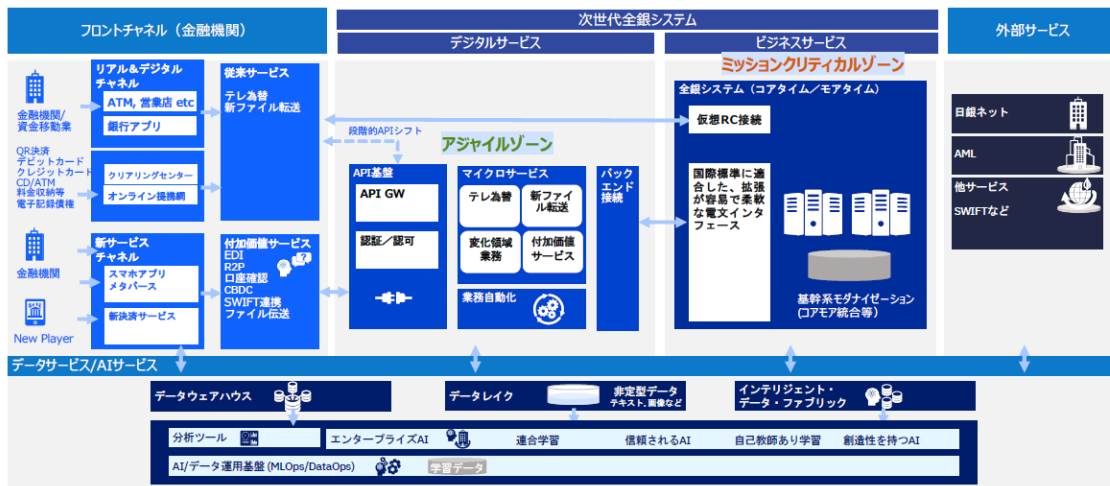 フロントチャネル（金融機関）
次世代全銀システム
デジタルサービス
ビジネスサービス
外部サービス
金融機関/
資金移動業
QR決済
デビットカード
クレジットカード
CD/ATM
料金収納等
電子記録債権
金融機関
New Player
リアル&デジタル
チャネル
ATM, 営業店 etc
銀行アプリ
クリアリングセンター
オンライン提携網
新サービス
チャネル
スマホアプリ
メタバース
新決済サービス
従来サービス
テレ為替
新ファイル転送
付加価値サービス
EDI
R2P
口座確認
CBDC
SWIFT連携
ファイル伝送
段階的APIシフト
アジャイルゾーン
API基盤
API GW
認証／認可
マイクロサービス
テレ為替
新ファイ
ル転送
変化領域
業務
付加価値
サービス
業務自動化
バック
エンド
接続
ミッションクリティカルゾーン
全銀システム（コアタイム／モアタイム）
仮想RC接続
国際標準に適
合した、拡張
が容易で柔軟
な電文インタ
フェース
基幹系モダナイゼーション
(コアモア統合等)
日銀ネット
AML
他サービス
SWIFTなど
データサービス/AIサービス
データウェアハウス
データレイク
非定型データ
テキスト,画像など
インテリジェント・
データ・ファブリック
分析ツール
エンタープライズAI
連合学習
信頼されるAI
自己教師あり学習
創造性を持つAI
AI/データ運用基盤 (MLOps/DataOps)
学習データ